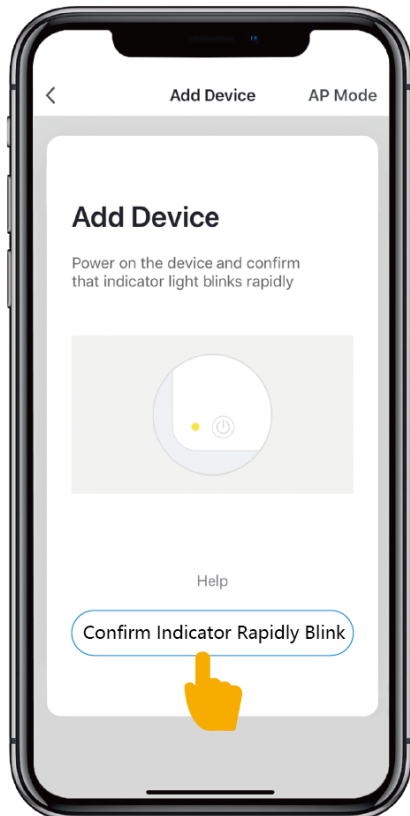 Add Device
AP Mode
Add Device
Power on the device and confirm
that indicator light blinks rapidly
Help
Confirm Indicator Rapidly Blink